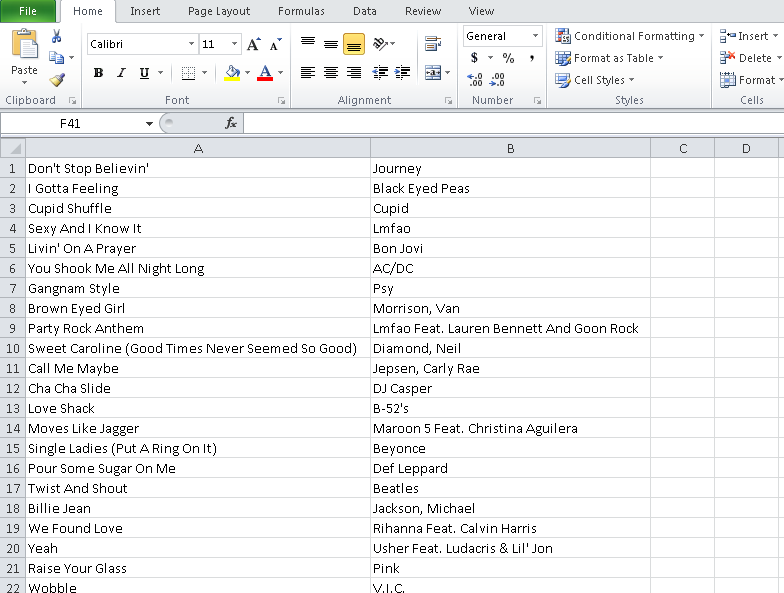 File Home Insert Page Layout Formulas Data Review View
Calibri 11 A A General Conditional Formatting Insert
Paste B I U A $ % , Format as Table Delete
.00 .00 Cell Styles Format
Clipboard Font Alignment Number Styles Cells
F41 fx
A B C D
1 Don't Stop Believin' Journey
2 I Gotta Feeling Black Eyed Peas
3 Cupid Shuffle Cupid
4 Sexy And I Know It Lmfao
5 Livin' On A Prayer Bon Jovi
6 You Shook Me All Night Long AC/DC
7 Gangnam Style Psy
8 Brown Eyed Girl Morrison, Van
9 Party Rock Anthem Lmfao Feat. Lauren Bennett And Goon Rock
10 Sweet Caroline (Good Times Never Seemed So Good) Diamond, Neil
11 Call Me Maybe Jepsen, Carly Rae
12 Cha Cha Slide DJ Casper
13 Love Shack B-52's
14 Moves Like Jagger Maroon 5 Feat. Christina Aguilera
15 Single Ladies (Put A Ring On It) Beyonce
16 Pour Some Sugar On Me Def Leppard
17 Twist And Shout Beatles
18 Billie Jean Jackson, Michael
19 We Found Love Rihanna Feat. Calvin Harris
20 Yeah Usher Feat. Ludacris & Lil' Jon
21 Raise Your Glass Pink
22 Wobble V.I.C.